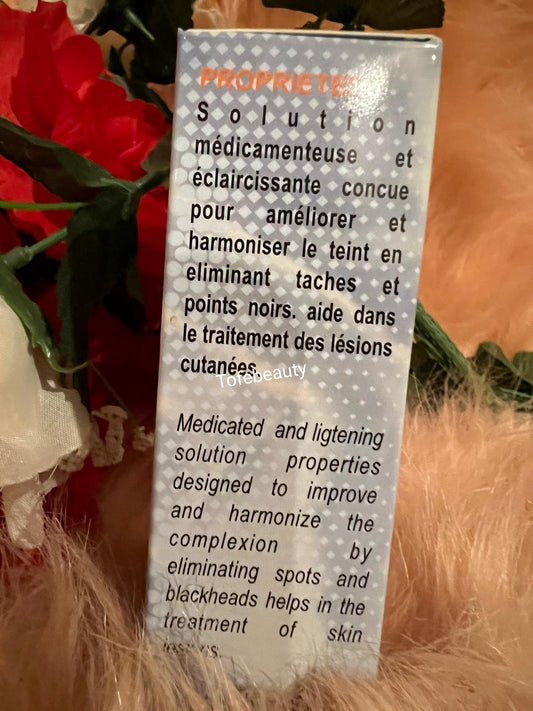 PROPRIETES
Solution
médicamenteuse et
éclaircissante concue
pour améliorer et
harmoniser le teint en
eliminant taches et
points noirs. aide dans
le traitement des lésions
cutanées.
Tofebeauty
Medicated and ligtening
solution properties
designed to improve
and harmonize the
complexion by
eliminating spots and
blackheads helps in the
treatment of skin